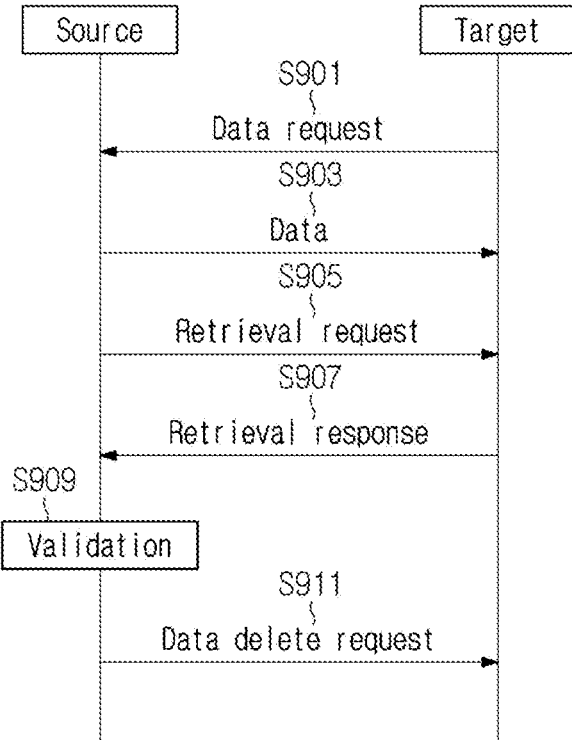 Source
Target
S901
Data request
S903
Data
S905
Retrieval request
S907
Retrieval response
S909
Validation
S911
Data delete request